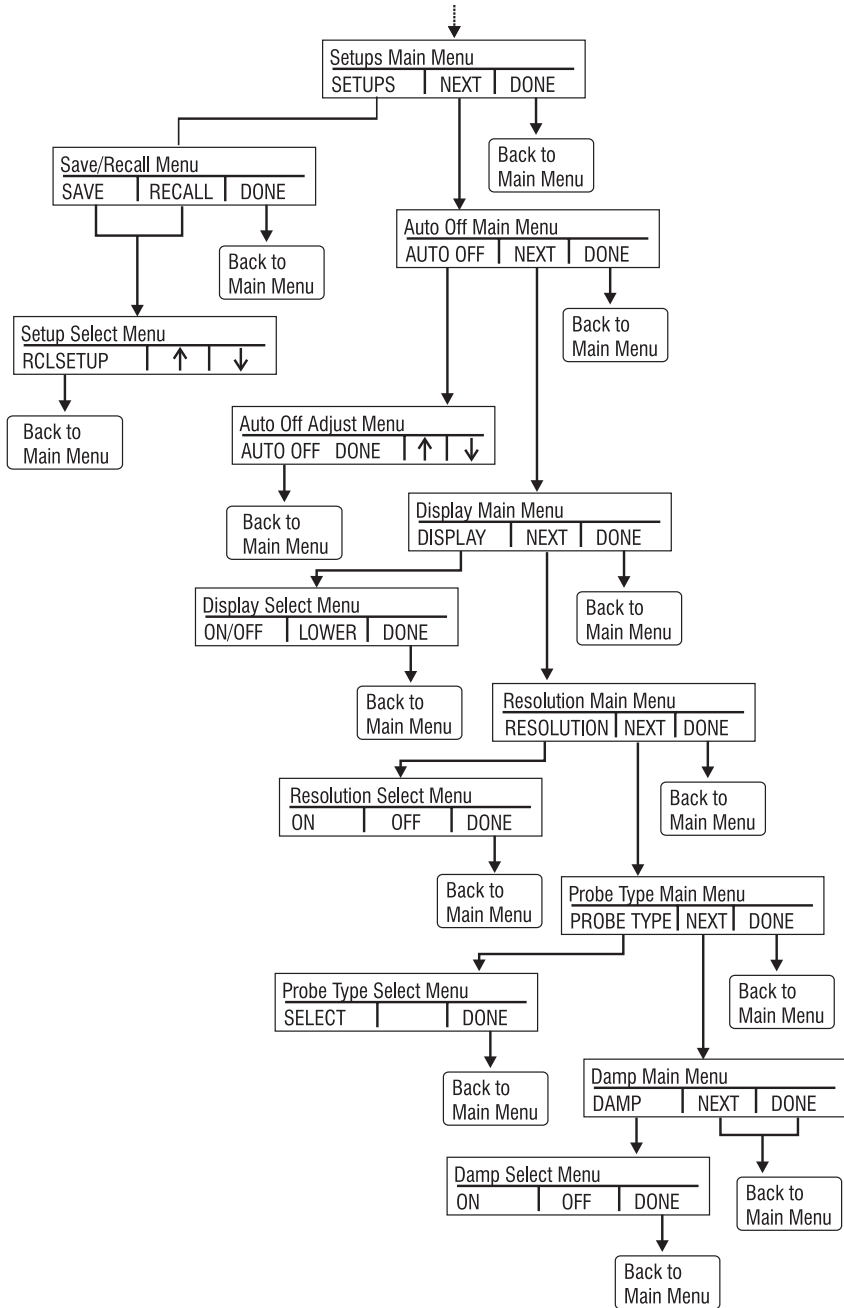 Setups Main Menu
SETUPS NEXT DONE
Back to
Main Menu
Save/Recall Menu
SAVE RECALL DONE
Back to
Main Menu
Setup Select Menu
RCLSETUP ↑ ↓
Back to
Main Menu
Auto Off Main Menu
AUTO OFF NEXT DONE
Back to
Main Menu
Auto Off Adjust Menu
AUTO OFF DONE ↑ ↓
Back to
Main Menu
Display Main Menu
DISPLAY NEXT DONE
Back to
Main Menu
Display Select Menu
ON/OFF LOWER DONE
Back to
Main Menu
Resolution Main Menu
RESOLUTION NEXT DONE
Back to
Main Menu
Resolution Select Menu
ON OFF DONE
Back to
Main Menu
Probe Type Main Menu
PROBE TYPE NEXT DONE
Back to
Main Menu
Probe Type Select Menu
SELECT DONE
Back to
Main Menu
Damp Main Menu
DAMP NEXT DONE
Back to
Main Menu
Damp Select Menu
ON OFF DONE
Back to
Main Menu